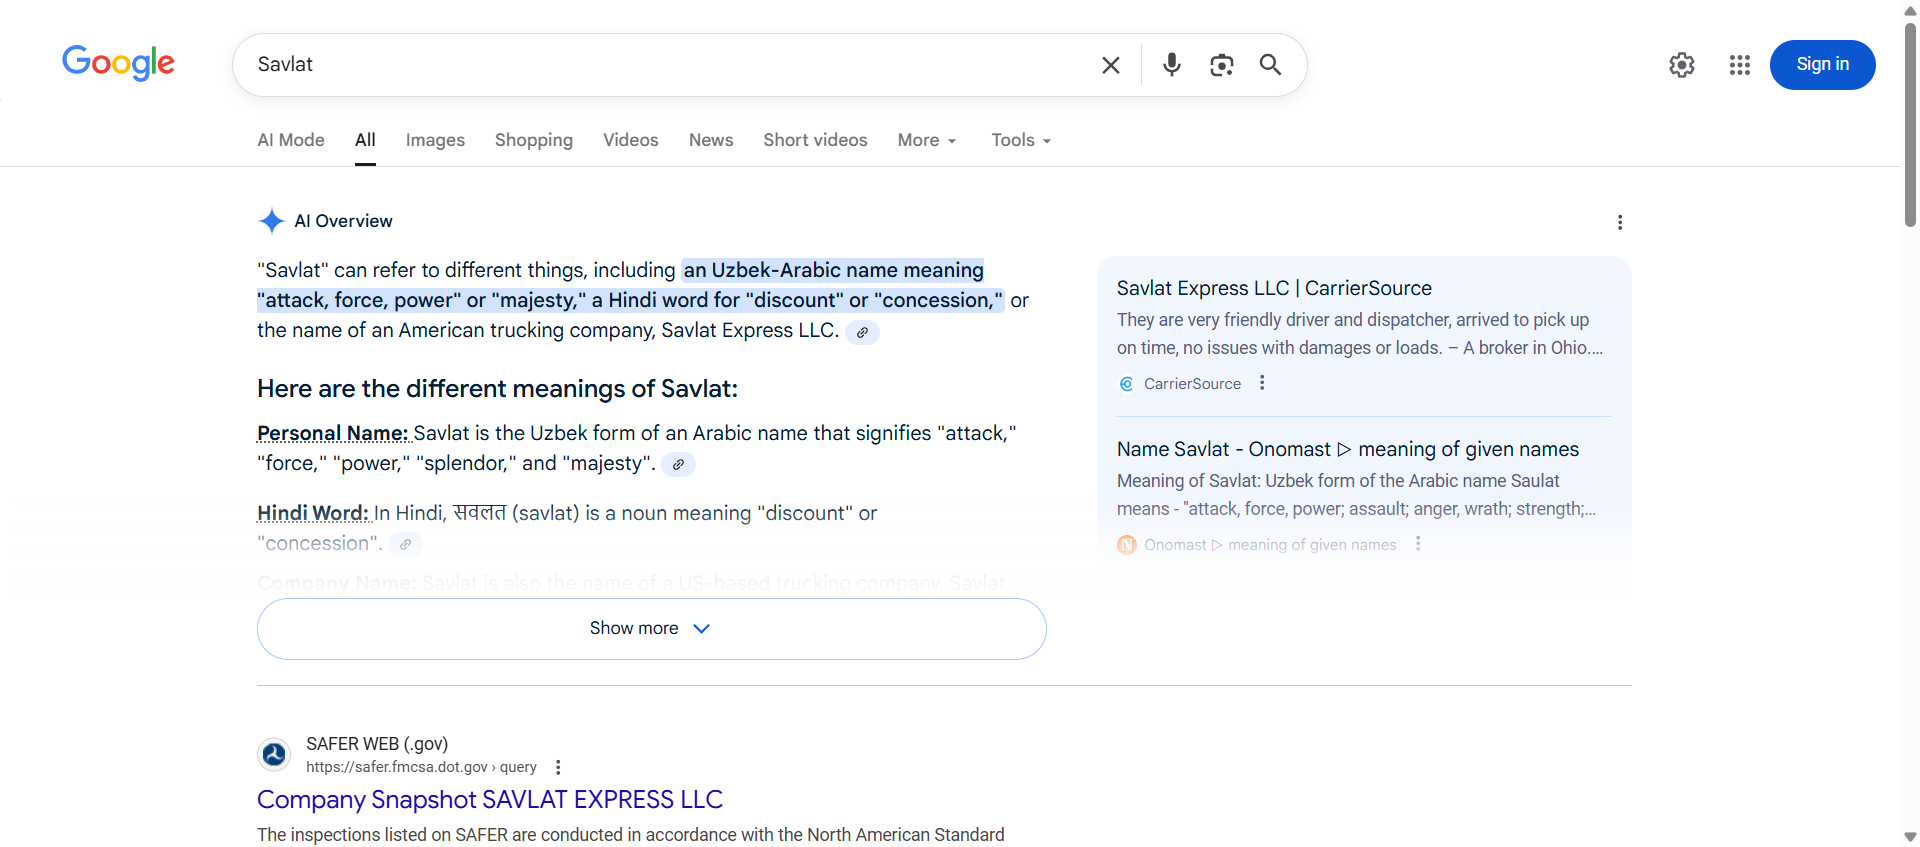 Google
Savlat
Sign in
AI Mode
All
Images
Shopping
Videos
News
Short videos
More
Tools
AI Overview
"Savlat" can refer to different things, including an Uzbek-Arabic name meaning
"attack, force, power" or "majesty," a Hindi word for "discount" or "concession," or
the name of an American trucking company, Savlat Express LLC.
Here are the different meanings of Savlat:
Personal Name: Savlat is the Uzbek form of an Arabic name that signifies "attack,"
"force," "power," "splendor," and "majesty".
Hindi Word: In Hindi, सवलत (savlat) is a noun meaning "discount" or
"concession".
Company Name: Savlat is also the name of a US-based trucking company, Savlat
Show more
Savlat Express LLC | CarrierSource
They are very friendly driver and dispatcher, arrived to pick up
on time, no issues with damages or loads. – A broker in Ohio....
CarrierSource
Name Savlat - Onomast ▷ meaning of given names
Meaning of Savlat: Uzbek form of the Arabic name Saulat
means - "attack, force, power; assault; anger, wrath; strength;...
Onomast ▷ meaning of given names
SAFER WEB (.gov)
https://safer.fmcsa.dot.gov › query
Company Snapshot SAVLAT EXPRESS LLC
The inspections listed on SAFER are conducted in accordance with the North American Standard